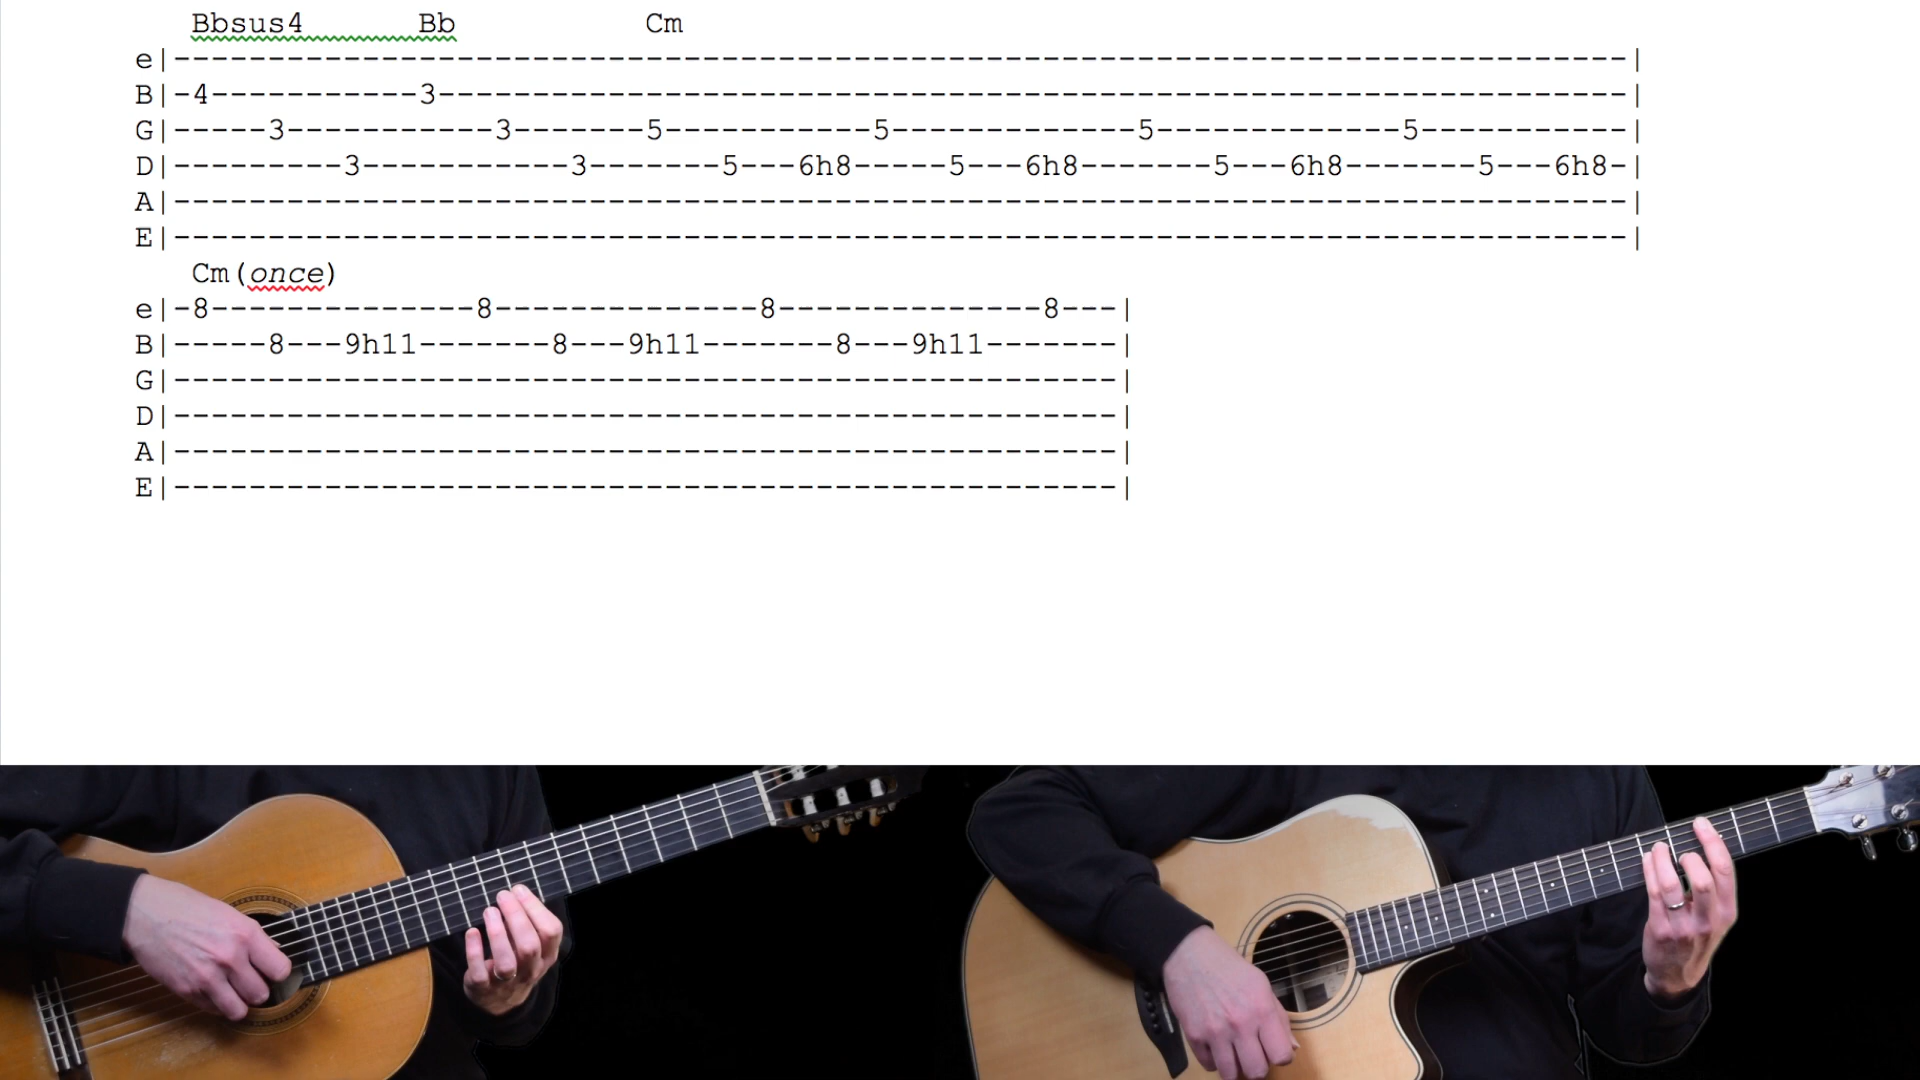 Bbsus4      Bb          Cm
e|-----------------------------------------------------------------------------|
B|-4-----------3---------------------------------------------------------------|
G|-----3-----------3-------5-----------5-------------5-------------5-----------|
D|---------3-----------3-------5---6h8-----5---6h8-------5---6h8-------5---6h8-|
A|-----------------------------------------------------------------------------|
E|-----------------------------------------------------------------------------|
Cm(once)
e|-8--------------8--------------8--------------8---|
B|-----8---9h11-------8---9h11-------8---9h11-------|
G|--------------------------------------------------|
D|--------------------------------------------------|
A|--------------------------------------------------|
E|--------------------------------------------------|